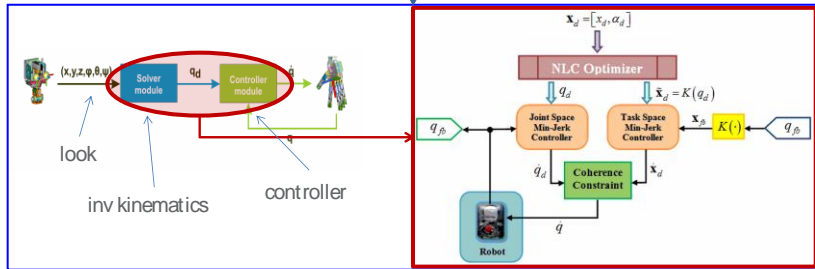 (x,y,z,φ,θ,ψ)
Solver
module
q_d
Controller
module
q̇
q
look
inv kinematics
controller
x_d = [x_d, α_d]
NLC Optimizer
q_d
x̂_d = K(q_d)
q_fb
Joint Space
Min-Jerk
Controller
Task Space
Min-Jerk
Controller
x_fb
K(·)
q_fb
q̇_d
ẋ_d
Coherence
Constraint
q̇
Robot